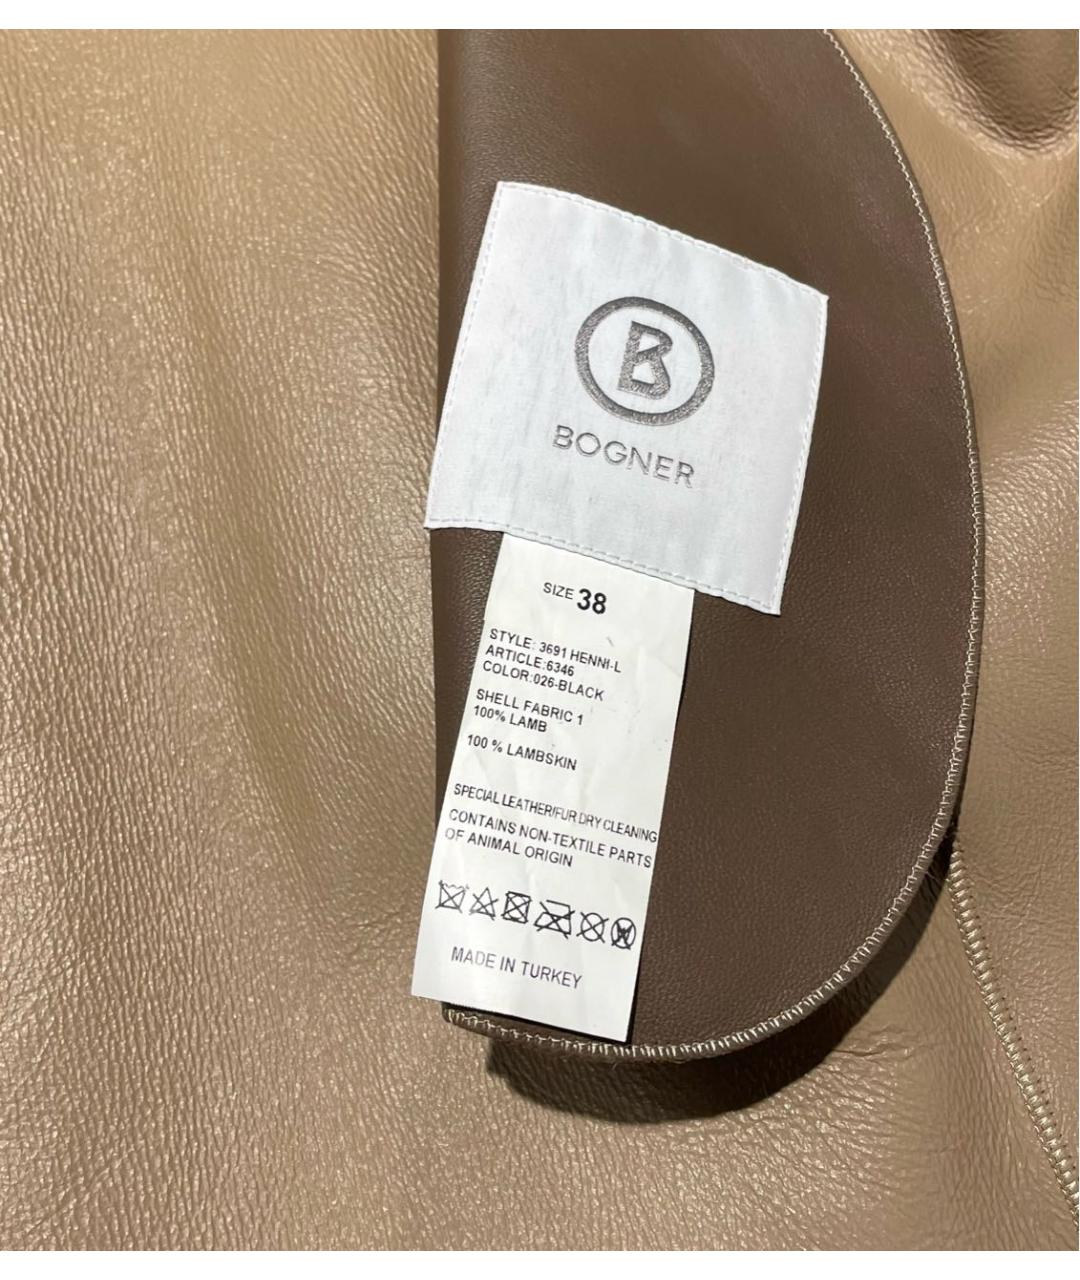 B
BOGNER
SIZE 38
STYLE: 3691 HENNI-L
ARTICLE:6346
COLOR:026-BLACK
SHELL FABRIC 1
100% LAMB
100 % LAMBSKIN
SPECIAL LEATHER/FUR DRY CLEANING
CONTAINS NON-TEXTILE PARTS
OF ANIMAL ORIGIN
MADE IN TURKEY